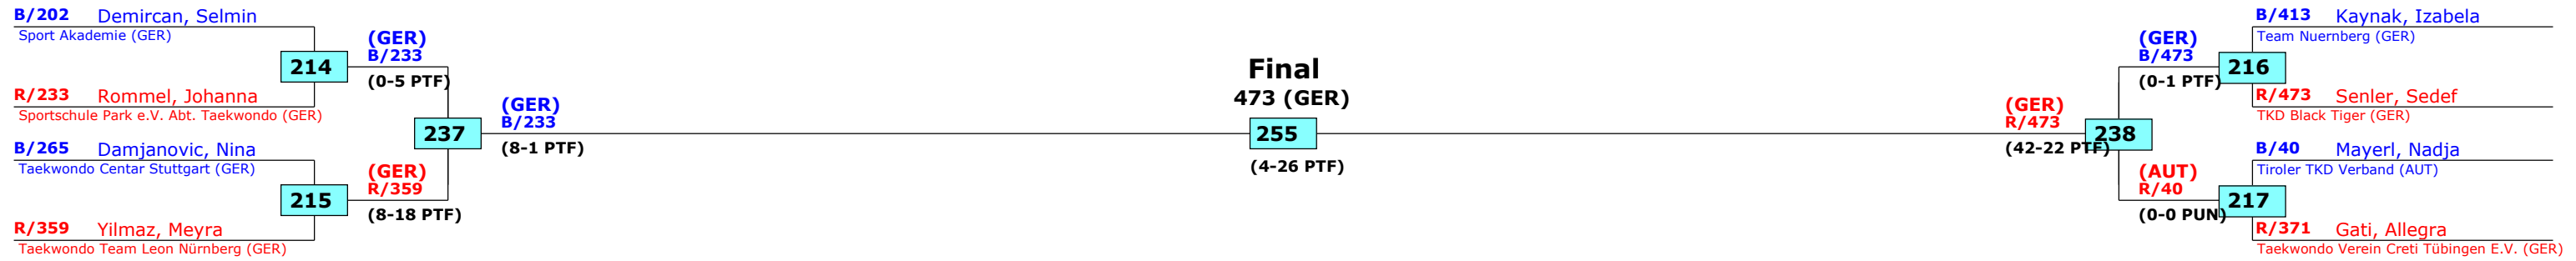 B/202 Demircan, Selmin
Sport Akademie (GER)
214
(GER)
B/233
(0-5 PTF)
R/233 Rommel, Johanna
Sportschule Park e.V. Abt. Taekwondo (GER)
237
(GER)
B/233
(8-1 PTF)
B/265 Damjanovic, Nina
Taekwondo Centar Stuttgart (GER)
215
(GER)
R/359
(8-18 PTF)
R/359 Yilmaz, Meyra
Taekwondo Team Leon Nürnberg (GER)
Final
473 (GER)
255
(4-26 PTF)
B/413 Kaynak, Izabela
Team Nuernberg (GER)
(GER)
B/473
(0-1 PTF)
216
R/473 Senler, Sedef
TKD Black Tiger (GER)
(GER)
R/473
(42-22 PTF)
238
B/40 Mayerl, Nadja
Tiroler TKD Verband (AUT)
(AUT)
R/40
(0-0 PUN)
217
R/371 Gati, Allegra
Taekwondo Verein Creti Tübingen E.V. (GER)